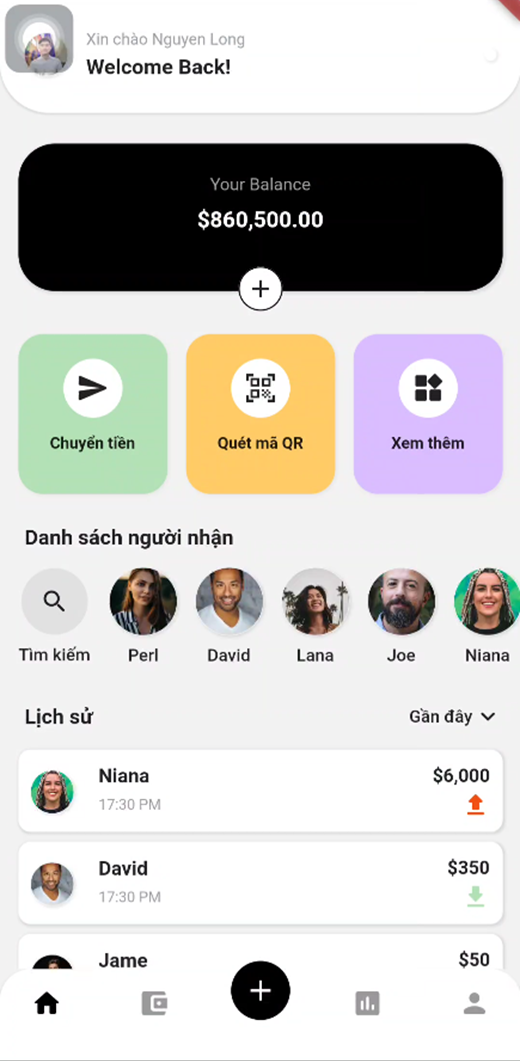 Xin chào Nguyen Long
Welcome Back!
Your Balance
$860,500.00
Chuyển tiền
Quét mã QR
Xem thêm
Danh sách người nhận
Tìm kiếm
Perl
David
Lana
Joe
Niana
Lịch sử
Gần đây
Niana
$6,000
17:30 PM
David
$350
17:30 PM
Jame
$50